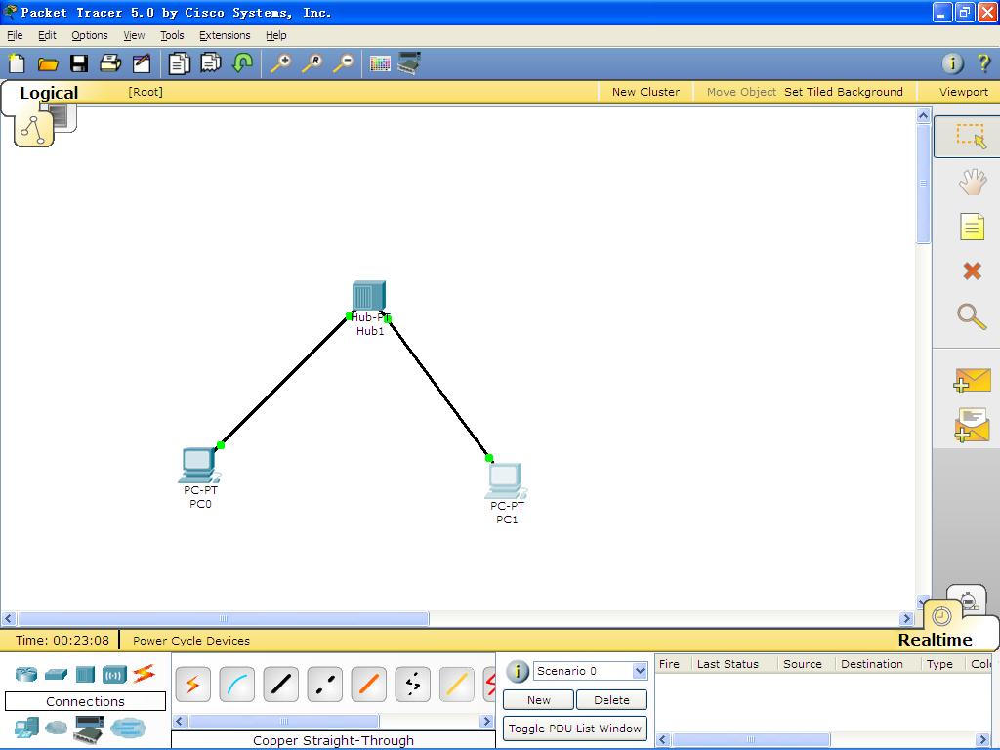 Packet Tracer 5.0 by Cisco Systems, Inc.
File Edit Options View Tools Extensions Help
Logical [Root] New Cluster Move Object Set Tiled Background Viewport
Hub-PT
Hub1
PC-PT
PC0
PC-PT
PC1
Time: 00:23:08 Power Cycle Devices Realtime
Connections
Copper Straight-Through
Scenario 0
New Delete
Toggle PDU List Window
Fire Last Status Source Destination Type Colo